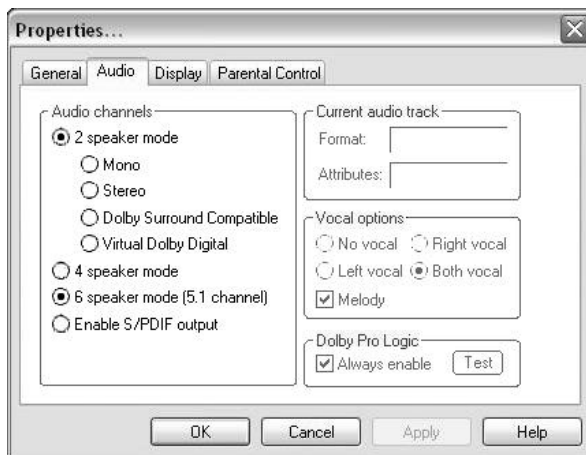 Properties...
General Audio Display Parental Control
Audio channels
2 speaker mode
Mono
Stereo
Dolby Surround Compatible
Virtual Dolby Digital
4 speaker mode
6 speaker mode (5.1 channel)
Enable S/PDIF output
Current audio track
Format:
Attributes:
Vocal options
No vocal Right vocal
Left vocal Both vocal
Melody
Dolby Pro Logic
Always enable Test
OK Cancel Apply Help